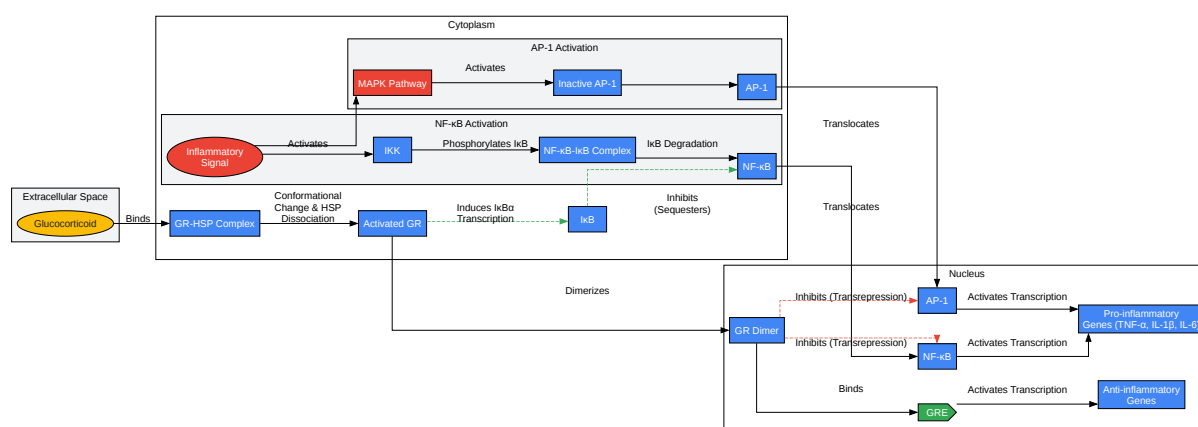 Cytoplasm
AP-1 Activation
Activates
MAPK Pathway
Inactive AP-1
AP-1
Translocates
NF-κB Activation
Inflammatory
Signal
Activates
IKK
Phosphorylates IκB
NF-κB-IκB Complex
IκB Degradation
NF-κB
Extracellular Space
Glucocorticoid
Binds
GR-HSP Complex
Conformational
Change & HSP
Dissociation
Activated GR
Induces IκBα
Transcription
IκB
Inhibits
(Sequesters)
Translocates
Dimerizes
Nucleus
GR Dimer
Inhibits (Transrepression)
AP-1
Activates Transcription
Pro-inflammatory
Genes (TNF-α, IL-1β, IL-6)
Inhibits (Transrepression)
NF-κB
Activates Transcription
Binds
GRE
Activates Transcription
Anti-inflammatory
Genes